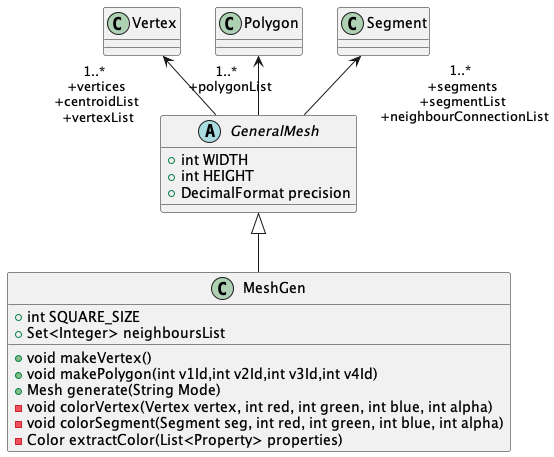 C Vertex
C Polygon
C Segment
1..*
+vertices
+centroidList
+vertexList
1..*
+polygonList
1..*
+segments
+segmentList
+neighbourConnectionList
A GeneralMesh
int WIDTH
int HEIGHT
DecimalFormat precision
C MeshGen
int SQUARE_SIZE
Set<Integer> neighboursList
void makeVertex()
void makePolygon(int v1Id,int v2Id,int v3Id,int v4Id)
Mesh generate(String Mode)
void colorVertex(Vertex vertex, int red, int green, int blue, int alpha)
void colorSegment(Segment seg, int red, int green, int blue, int alpha)
Color extractColor(List<Property> properties)